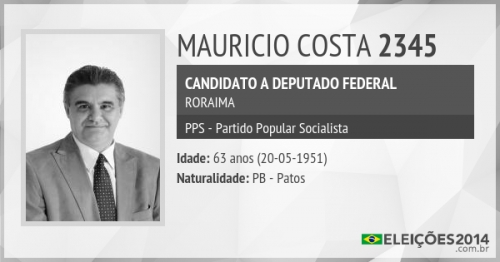 MAURICIO COSTA 2345
CANDIDATO A DEPUTADO FEDERAL
RORAIMA
PPS - Partido Popular Socialista
Idade: 63 anos (20-05-1951)
Naturalidade: PB - Patos
ELEIÇÕES2014
.com.br